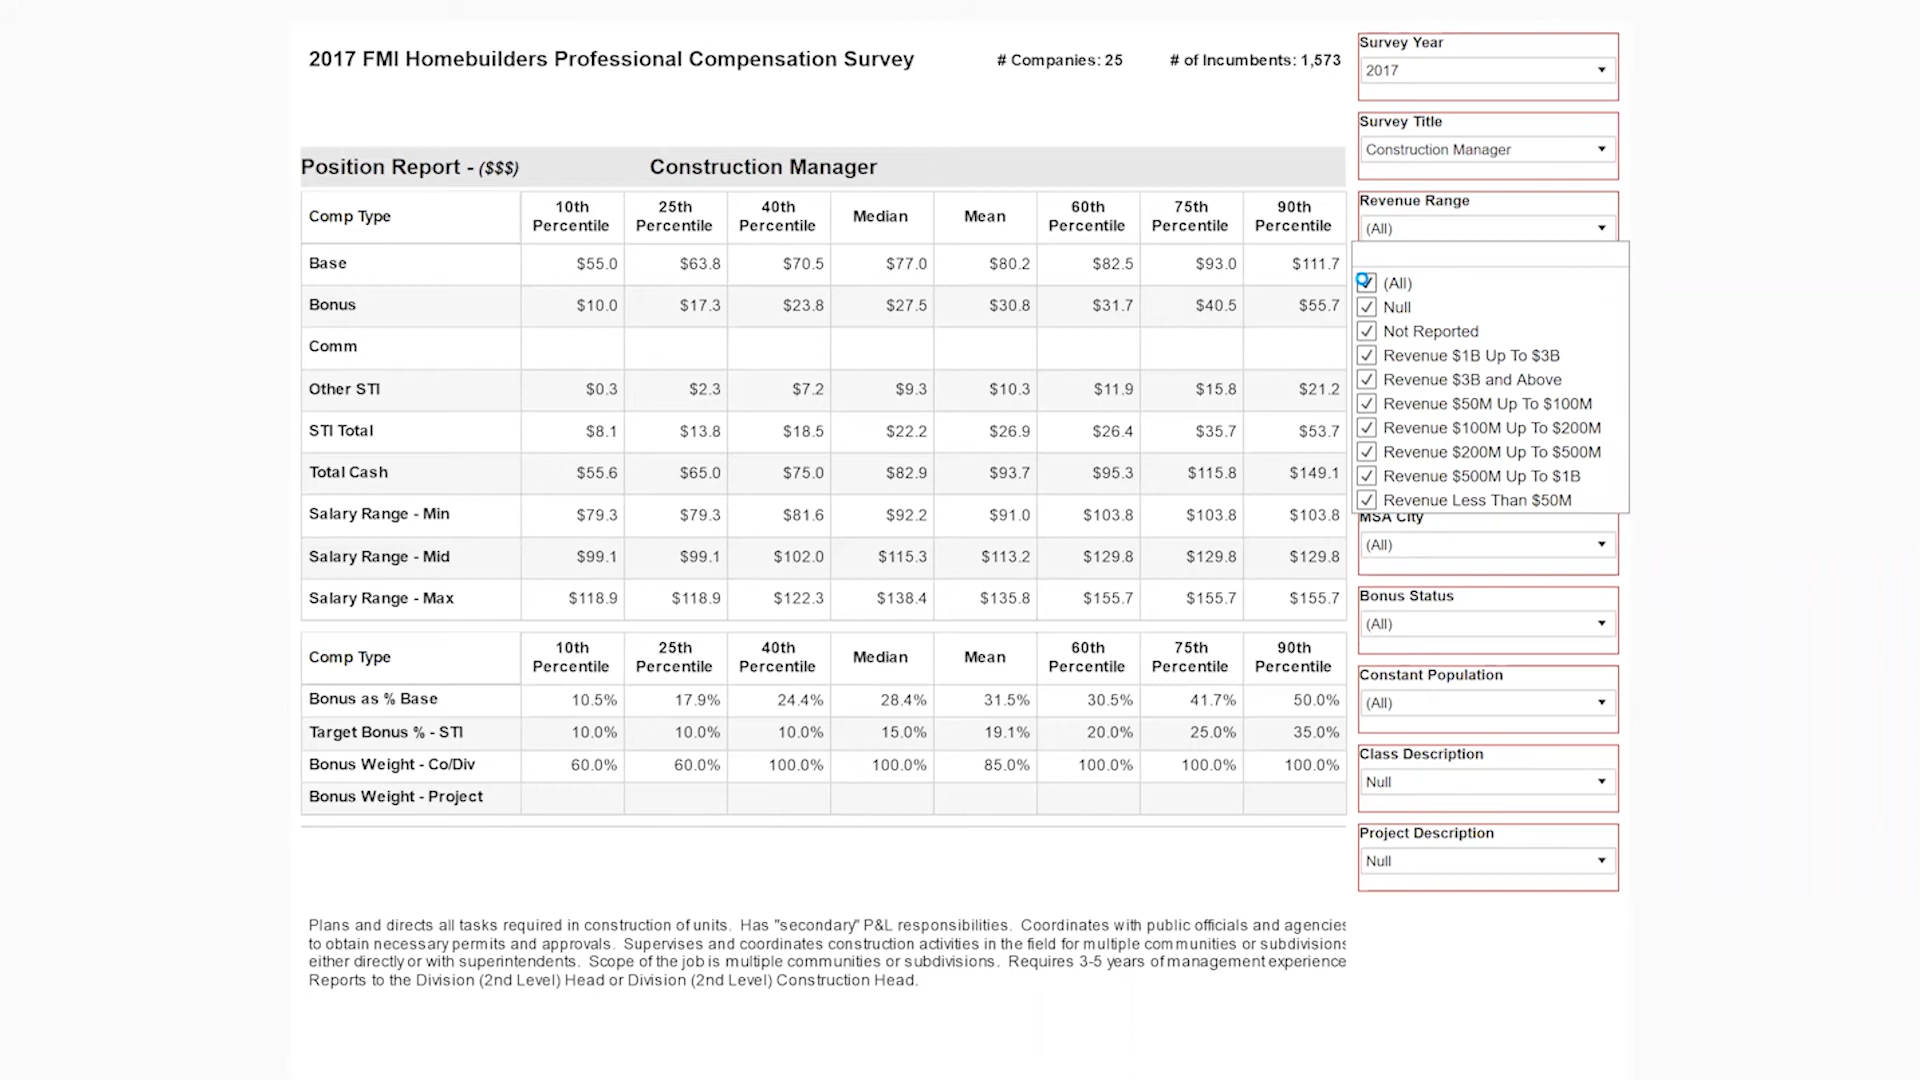 2017 FMI Homebuilders Professional Compensation Survey # Companies: 25 # of Incumbents: 1,573
Position Report - ($$$) Construction Manager
Comp Type 10th Percentile 25th Percentile 40th Percentile Median Mean 60th Percentile 75th Percentile 90th Percentile
Base $55.0 $63.8 $70.5 $77.0 $80.2 $82.5 $93.0 $111.7
Bonus $10.0 $17.3 $23.8 $27.5 $30.8 $31.7 $40.5 $55.7
Comm
Other STI $0.3 $2.3 $7.2 $9.3 $10.3 $11.9 $15.8 $21.2
STI Total $8.1 $13.8 $18.5 $22.2 $26.9 $26.4 $35.7 $53.7
Total Cash $55.6 $65.0 $75.0 $82.9 $93.7 $95.3 $115.8 $149.1
Salary Range - Min $79.3 $79.3 $81.6 $92.2 $91.0 $103.8 $103.8 $103.8
Salary Range - Mid $99.1 $99.1 $102.0 $115.3 $113.2 $129.8 $129.8 $129.8
Salary Range - Max $118.9 $118.9 $122.3 $138.4 $135.8 $155.7 $155.7 $155.7
Comp Type 10th Percentile 25th Percentile 40th Percentile Median Mean 60th Percentile 75th Percentile 90th Percentile
Bonus as % Base 10.5% 17.9% 24.4% 28.4% 31.5% 30.5% 41.7% 50.0%
Target Bonus % - STI 10.0% 10.0% 10.0% 15.0% 19.1% 20.0% 25.0% 35.0%
Bonus Weight - Co/Div 60.0% 60.0% 100.0% 100.0% 85.0% 100.0% 100.0% 100.0%
Bonus Weight - Project
Plans and directs all tasks required in construction of units. Has "secondary" P&L responsibilities. Coordinates with public officials and agencies
to obtain necessary permits and approvals. Supervises and coordinates construction activities in the field for multiple communities or subdivisions
either directly or with superintendents. Scope of the job is multiple communities or subdivisions. Requires 3-5 years of management experience
Reports to the Division (2nd Level) Head or Division (2nd Level) Construction Head.
Survey Year
2017
Survey Title
Construction Manager
Revenue Range
(All)
(All)
Null
Not Reported
Revenue $1B Up To $3B
Revenue $3B and Above
Revenue $50M Up To $100M
Revenue $100M Up To $200M
Revenue $200M Up To $500M
Revenue $500M Up To $1B
Revenue Less Than $50M
MSA City
(All)
Bonus Status
(All)
Constant Population
(All)
Class Description
Null
Project Description
Null